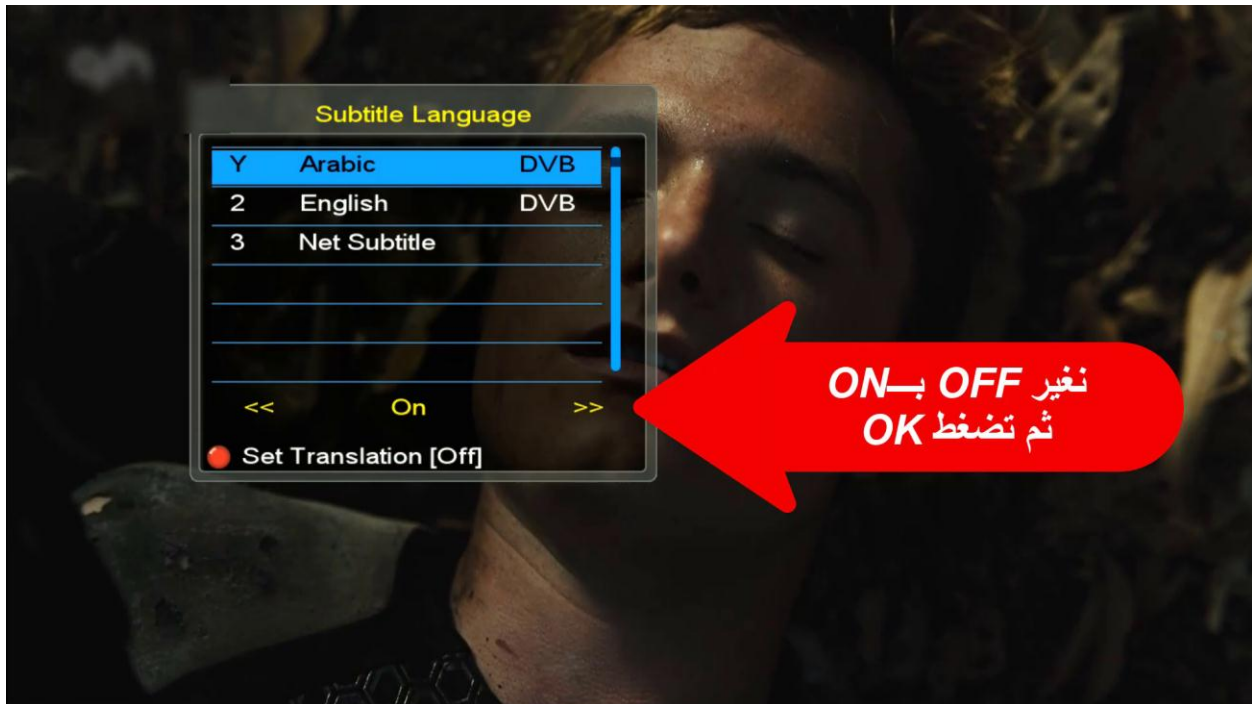 Subtitle Language
Y Arabic DVB
2 English DVB
3 Net Subtitle
<< On >>
Set Translation [Off]
نغير OFF بـON
ثم تضغط OK